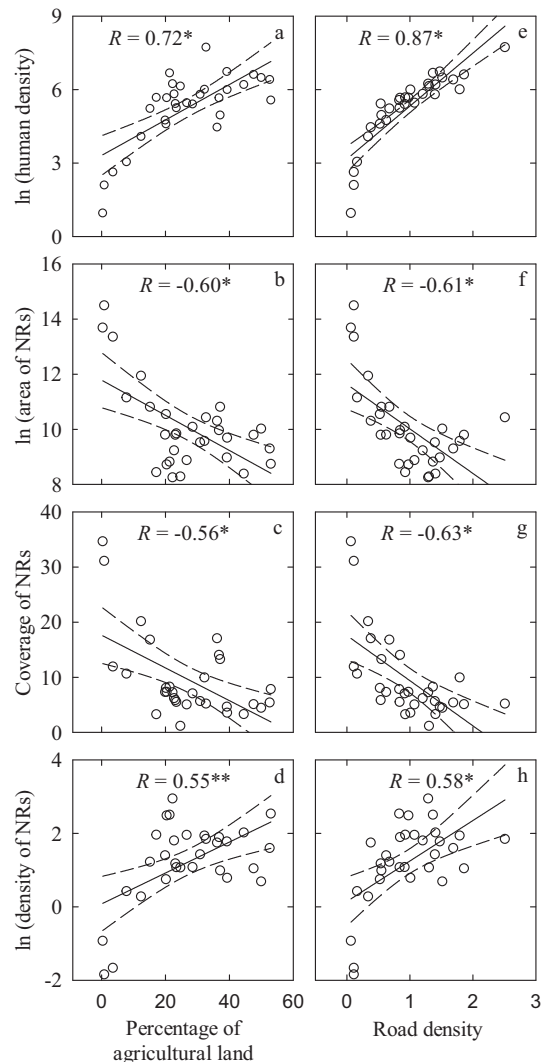 9
6
3
0
ln (human density)
R = 0.72*
a
R = 0.87*
e
16
14
12
10
8
ln (area of NRs)
R = -0.60*
b
R = -0.61*
f
40
30
20
10
0
Coverage of NRs
R = -0.56*
c
R = -0.63*
g
4
2
0
-2
ln (density of NRs)
R = 0.55**
d
R = 0.58*
h
0 20 40 60
0 1 2 3
Percentage of
agricultural land
Road density